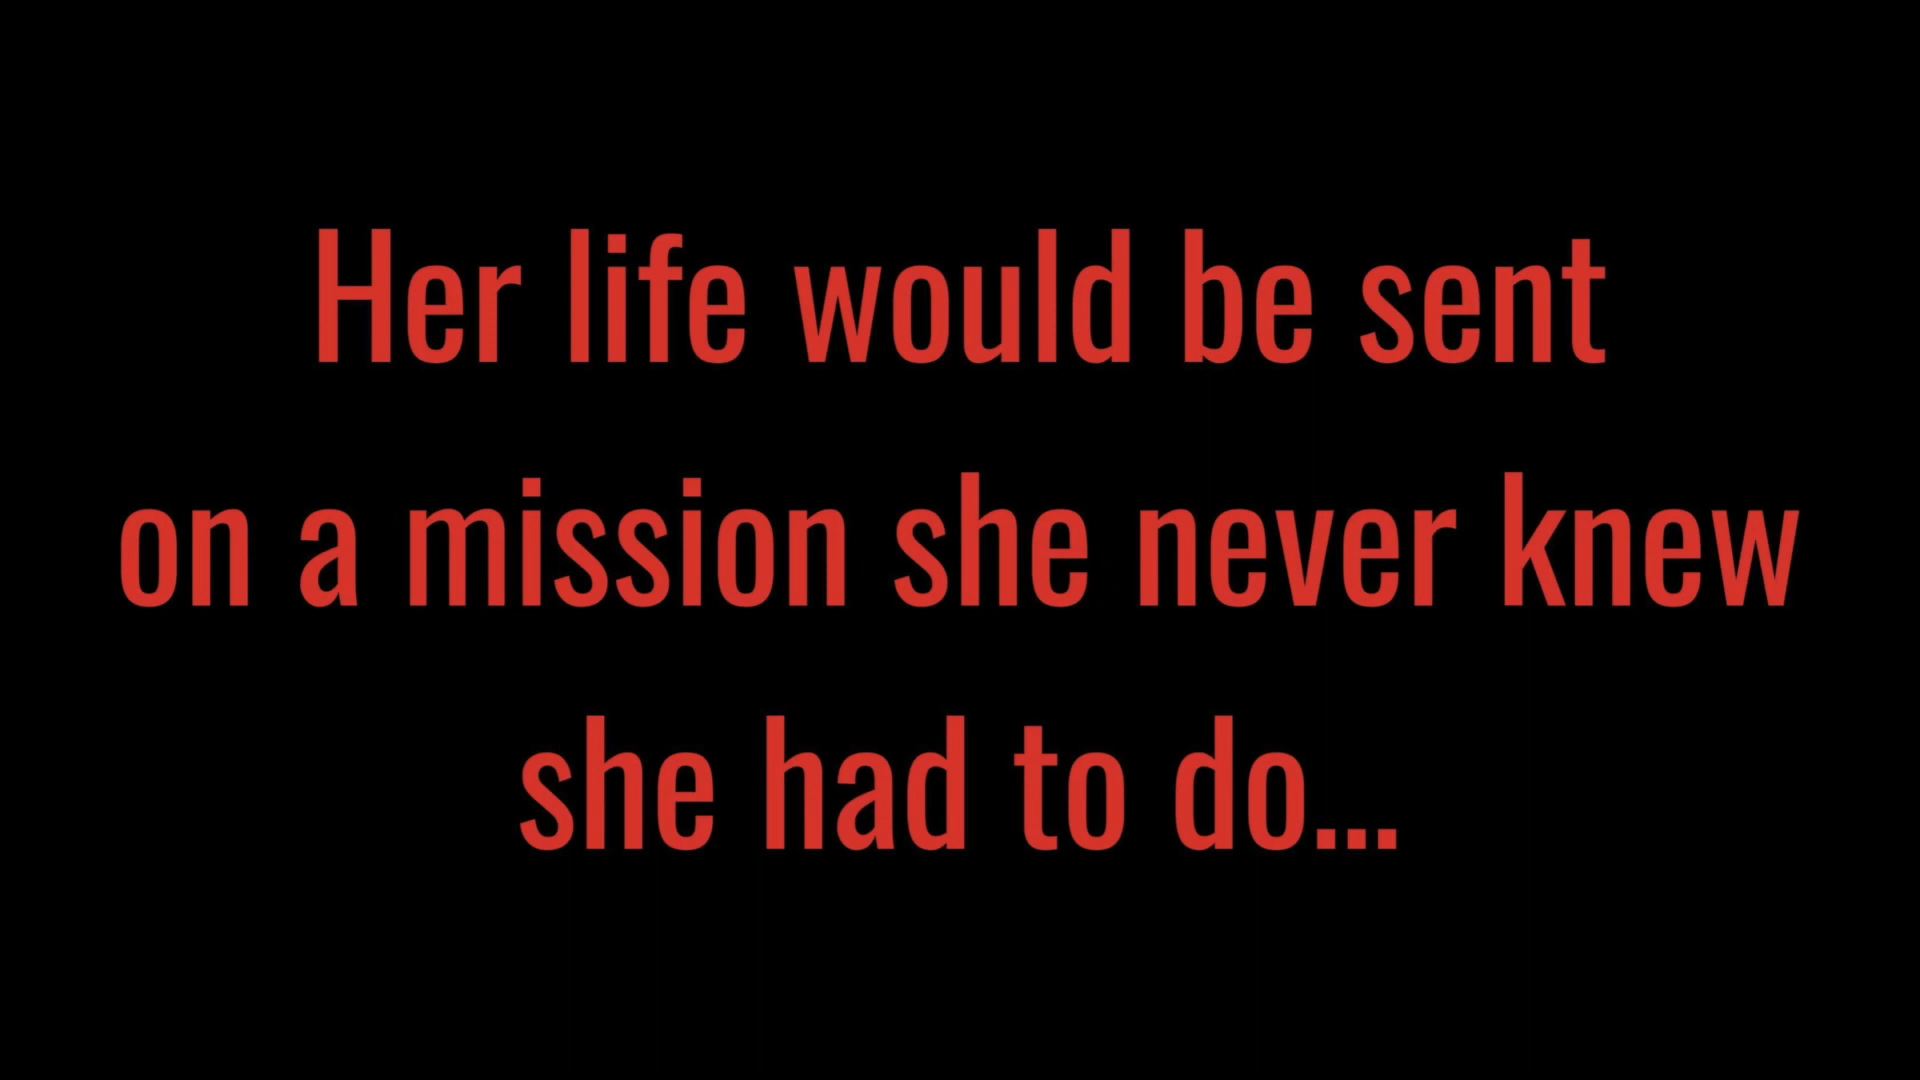 Her life would be sent
on a mission she never knew
she had to do...